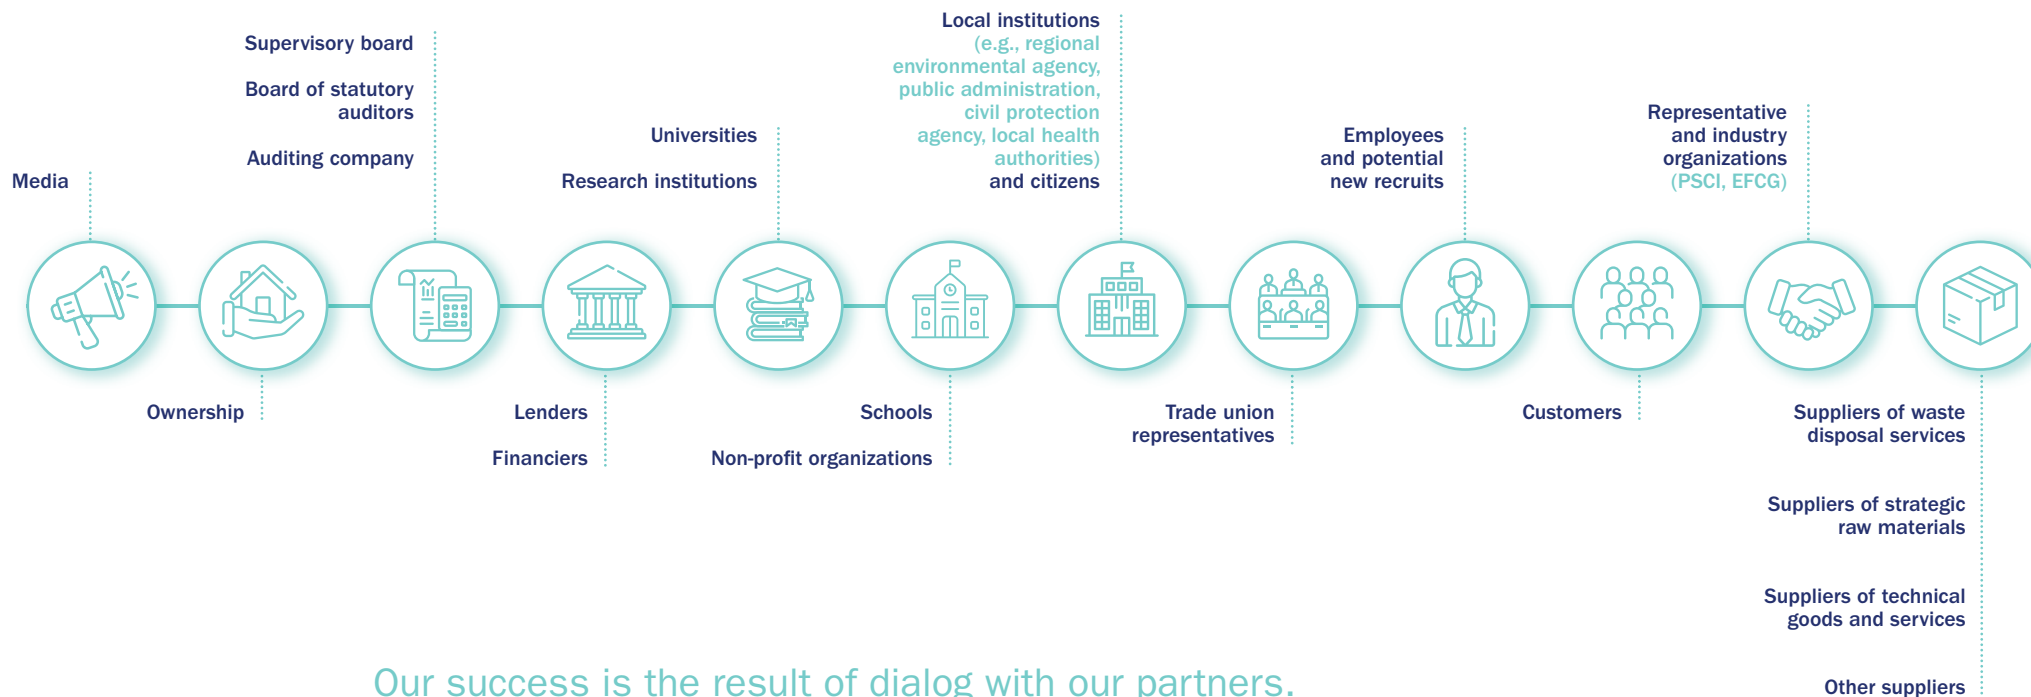 Media
Supervisory board
Board of statutory
auditors
Auditing company
Universities
Research institutions
Local institutions
(e.g., regional
environmental agency,
public administration,
civil protection
agency, local health
authorities)
and citizens
Employees
and potential
new recruits
Representative
and industry
organizations
(PSCI, EFCG)
Ownership
Lenders
Financiers
Schools
Non-profit organizations
Trade union
representatives
Customers
Suppliers of waste
disposal services
Suppliers of strategic
raw materials
Suppliers of technical
goods and services
Other suppliers
Our success is the result of dialog with our partners.